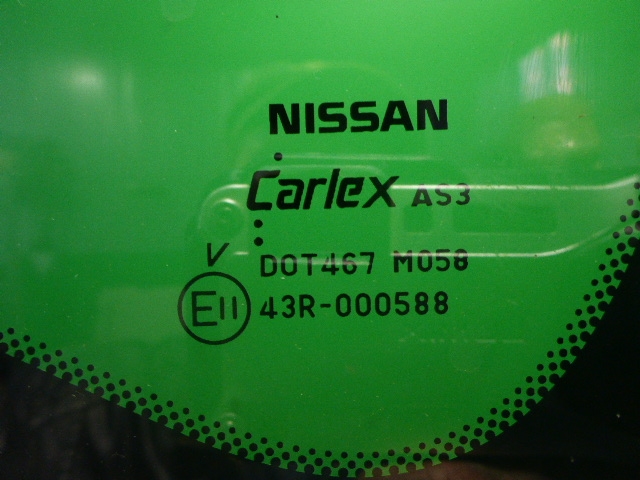 NISSAN
Carlex AS3
V
DOT467 M058
E11 43R-000588